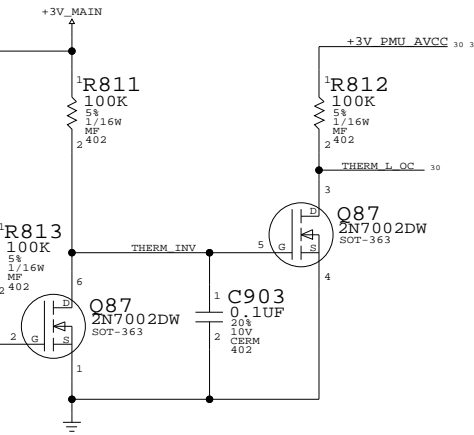 +3V_MAIN
+3V_PMU_AVCC 30 3
1
R811
100K
5%
1/16W
MF
402
2
1
R812
100K
5%
1/16W
MF
402
2
THERM_L_OC 30
3
D
Q87
2N7002DW
SOT-363
5
G
S
4
1
R813
100K
5%
1/16W
MF
402
2
THERM_INV
6
D
Q87
2N7002DW
SOT-363
2
G
S
1
1
C903
0.1UF
20%
10V
CERM
402
2